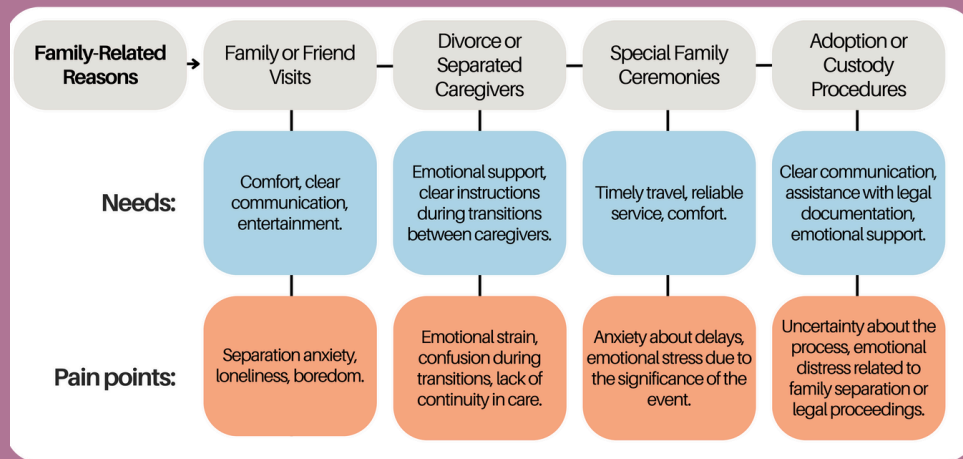 Family-Related
Reasons
Family or Friend
Visits
Divorce or
Separated
Caregivers
Special Family
Ceremonies
Adoption or
Custody
Procedures
Needs:
Comfort, clear
communication,
entertainment.
Emotional support,
clear instructions
during transitions
between caregivers.
Timely travel, reliable
service, comfort.
Clear communication,
assistance with legal
documentation,
emotional support.
Pain points:
Separation anxiety,
loneliness, boredom.
Emotional strain,
confusion during
transitions, lack of
continuity in care.
Anxiety about delays,
emotional stress due to
the significance of the
event.
Uncertainty about the
process, emotional
distress related to
family separation or
legal proceedings.